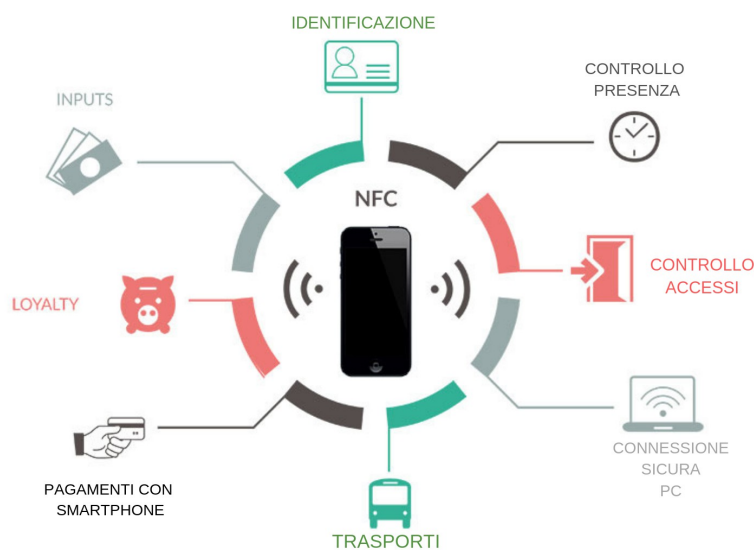 IDENTIFICAZIONE
CONTROLLO
PRESENZA
INPUTS
NFC
CONTROLLO
ACCESSI
LOYALTY
CONNESSIONE
SICURA
PC
PAGAMENTI CON
SMARTPHONE
TRASPORTI